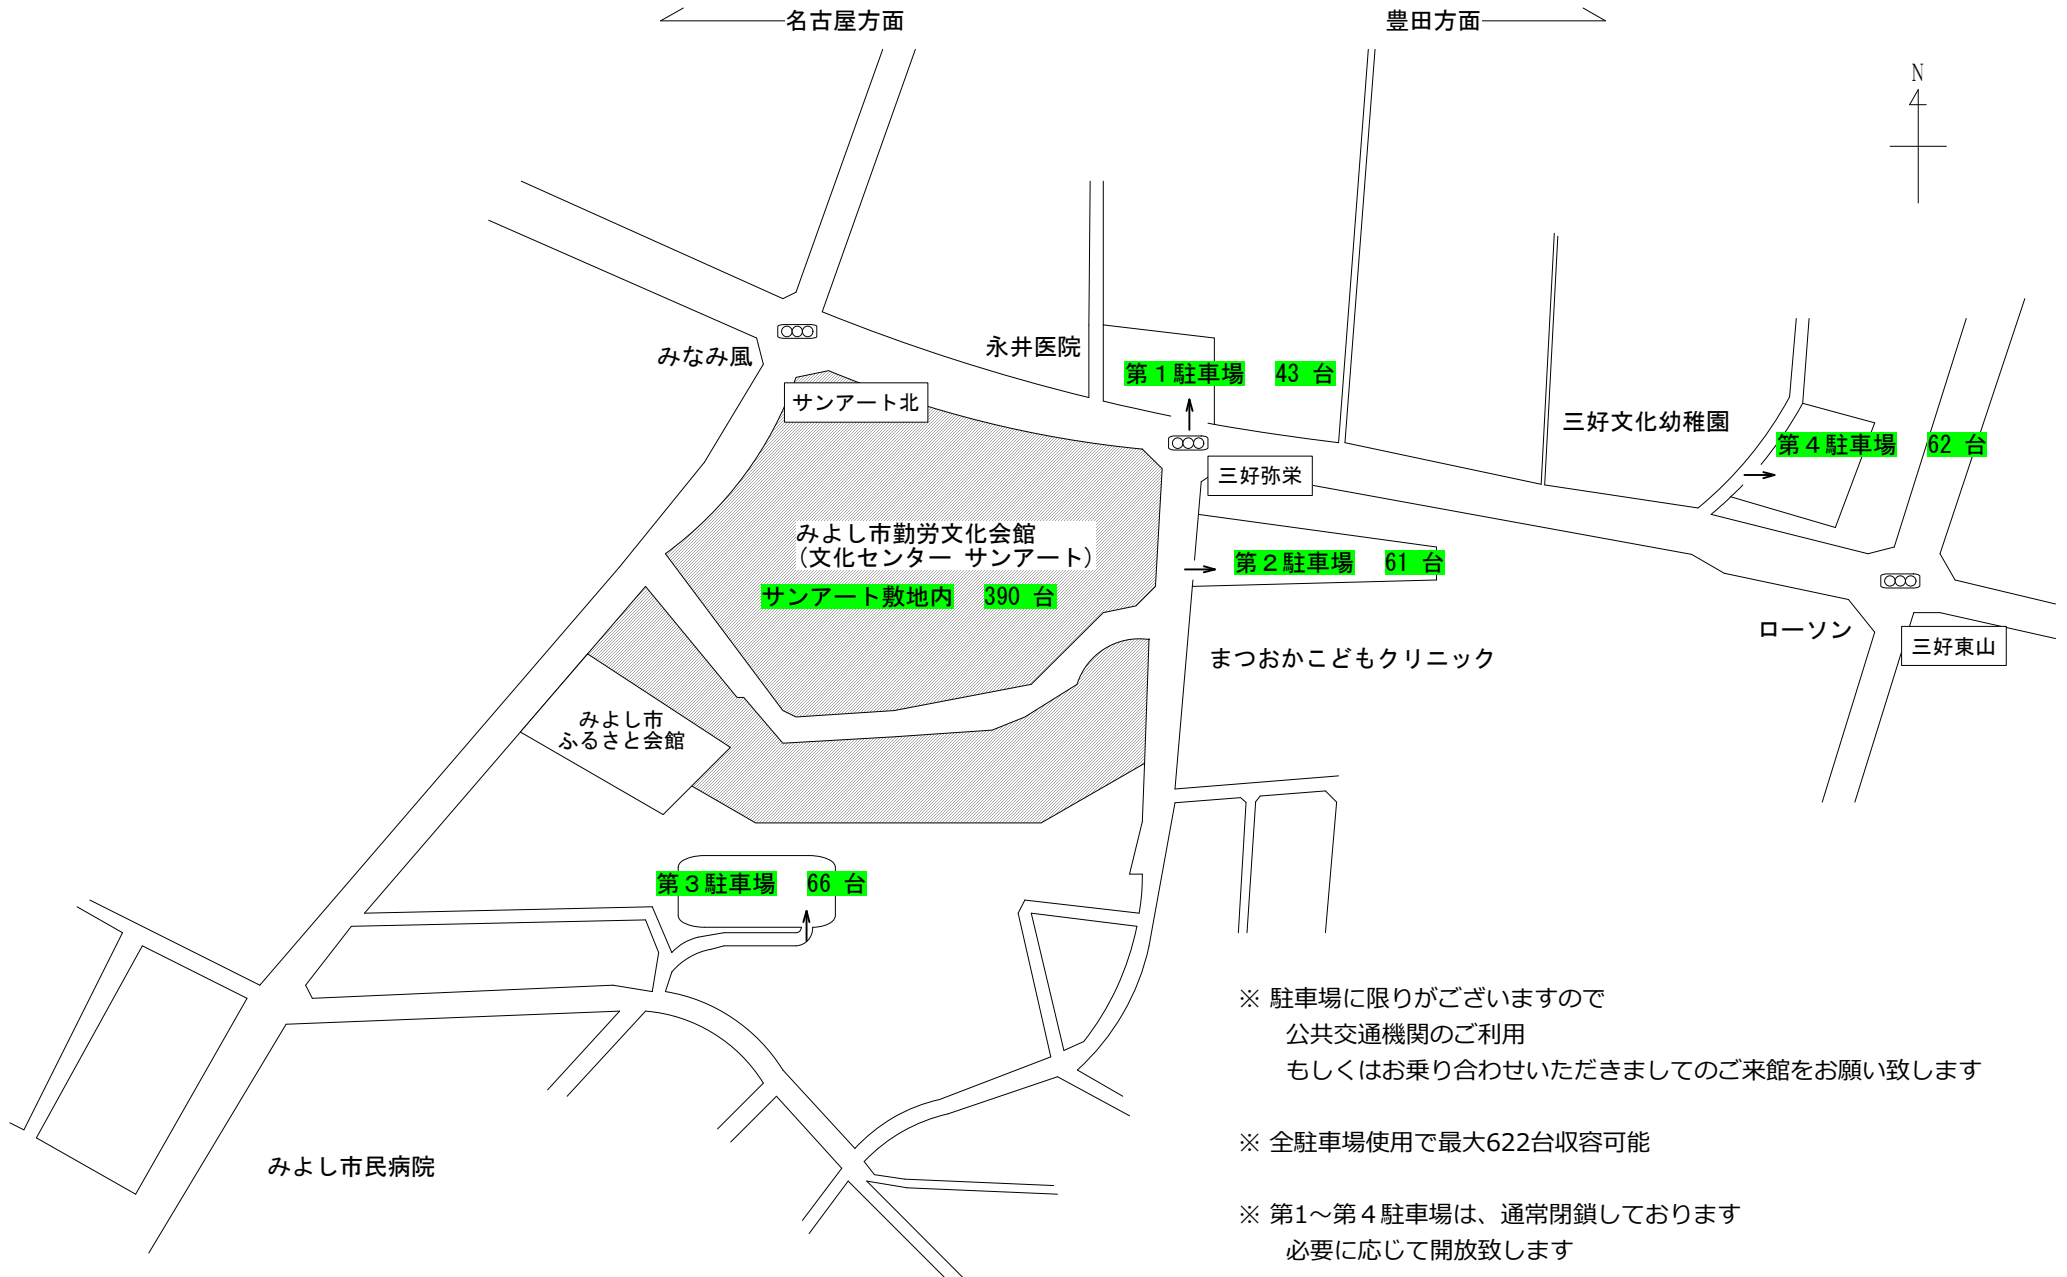 名古屋方面
豊田方面
N
みなみ風
永井医院
第１駐車場 43 台
サンアート北
三好文化幼稚園
第４駐車場 62 台
三好弥栄
みよし市勤労文化会館
（文化センター サンアート）
サンアート敷地内 390 台
第２駐車場 61 台
ローソン
三好東山
まつおかこどもクリニック
みよし市
ふるさと会館
第３駐車場 66 台
みよし市民病院
※ 駐車場に限りがございますので
公共交通機関のご利用
もしくはお乗り合わせいただきましてのご来館をお願い致します
※ 全駐車場使用で最大622台収容可能
※ 第1～第４駐車場は、通常閉鎖しております
必要に応じて開放致します